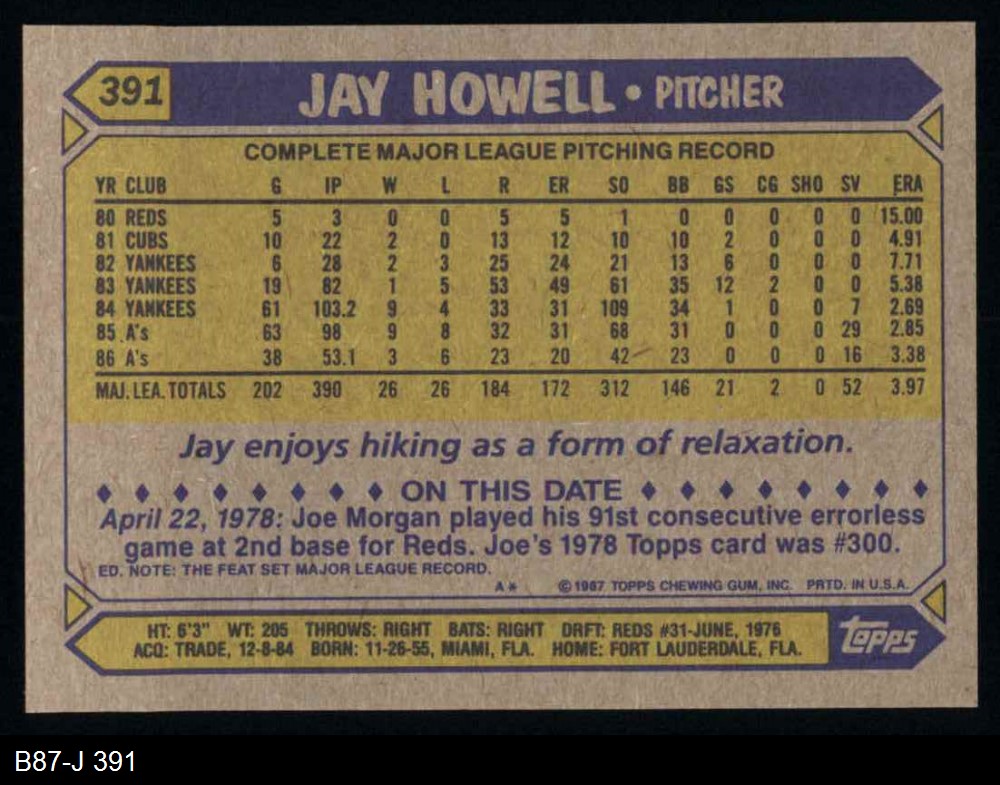 391 JAY HOWELL • PITCHER
COMPLETE MAJOR LEAGUE PITCHING RECORD
YR CLUB G IP W L R ER SO BB GS CG SHO SV ERA
80 REDS 5 3 0 0 5 5 1 0 0 0 0 0 15.00
81 CUBS 10 22 2 0 13 12 10 10 2 0 0 0 4.91
82 YANKEES 6 28 2 3 25 24 21 13 6 0 0 0 7.71
83 YANKEES 19 82 1 5 53 49 61 35 12 2 0 0 5.38
84 YANKEES 61 103.2 9 4 33 31 109 34 1 0 0 7 2.69
85 A's 63 98 9 8 32 31 68 31 0 0 0 29 2.85
86 A's 38 53.1 3 6 23 20 42 23 0 0 0 16 3.38
MAJ. LEA. TOTALS 202 390 26 26 184 172 312 146 21 2 0 52 3.97
Jay enjoys hiking as a form of relaxation.
♦ ♦ ♦ ♦ ♦ ♦ ♦ ♦ ON THIS DATE ♦ ♦ ♦ ♦ ♦ ♦ ♦ ♦
April 22, 1978: Joe Morgan played his 91st consecutive errorless
game at 2nd base for Reds. Joe's 1978 Topps card was #300.
ED. NOTE: THE FEAT SET MAJOR LEAGUE RECORD.
A* © 1987 TOPPS CHEWING GUM, INC. PRTD. IN U.S.A.
HT: 6'3" WT: 205 THROWS: RIGHT BATS: RIGHT DRFT: REDS #31-JUNE, 1976
ACQ: TRADE, 12-8-84 BORN: 11-26-55, MIAMI, FLA. HOME: FORT LAUDERDALE, FLA.
topps
B87-J 391